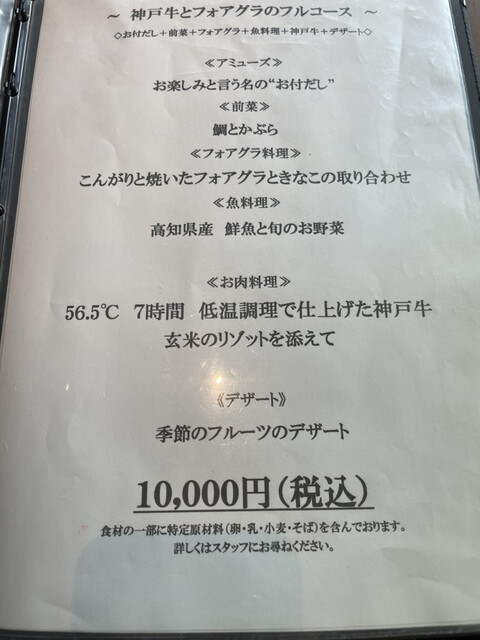 ～ 神戸牛とフォアグラのフルコース ～
◇お付だし＋前菜＋フォアグラ＋魚料理＋神戸牛＋デザート◇
≪アミューズ≫
お楽しみと言う名の“お付だし”
≪前菜≫
鯛とかぶら
≪フォアグラ料理≫
こんがりと焼いたフォアグラときなこの取り合わせ
≪魚料理≫
高知県産 鮮魚と旬のお野菜
≪お肉料理≫
56.5℃ 7時間 低温調理で仕上げた神戸牛
玄米のリゾットを添えて
《デザート》
季節のフルーツのデザート
10,000円（税込）
食材の一部に特定原材料（卵・乳・小麦・そば）を含んでおります。
詳しくはスタッフにお尋ねください。